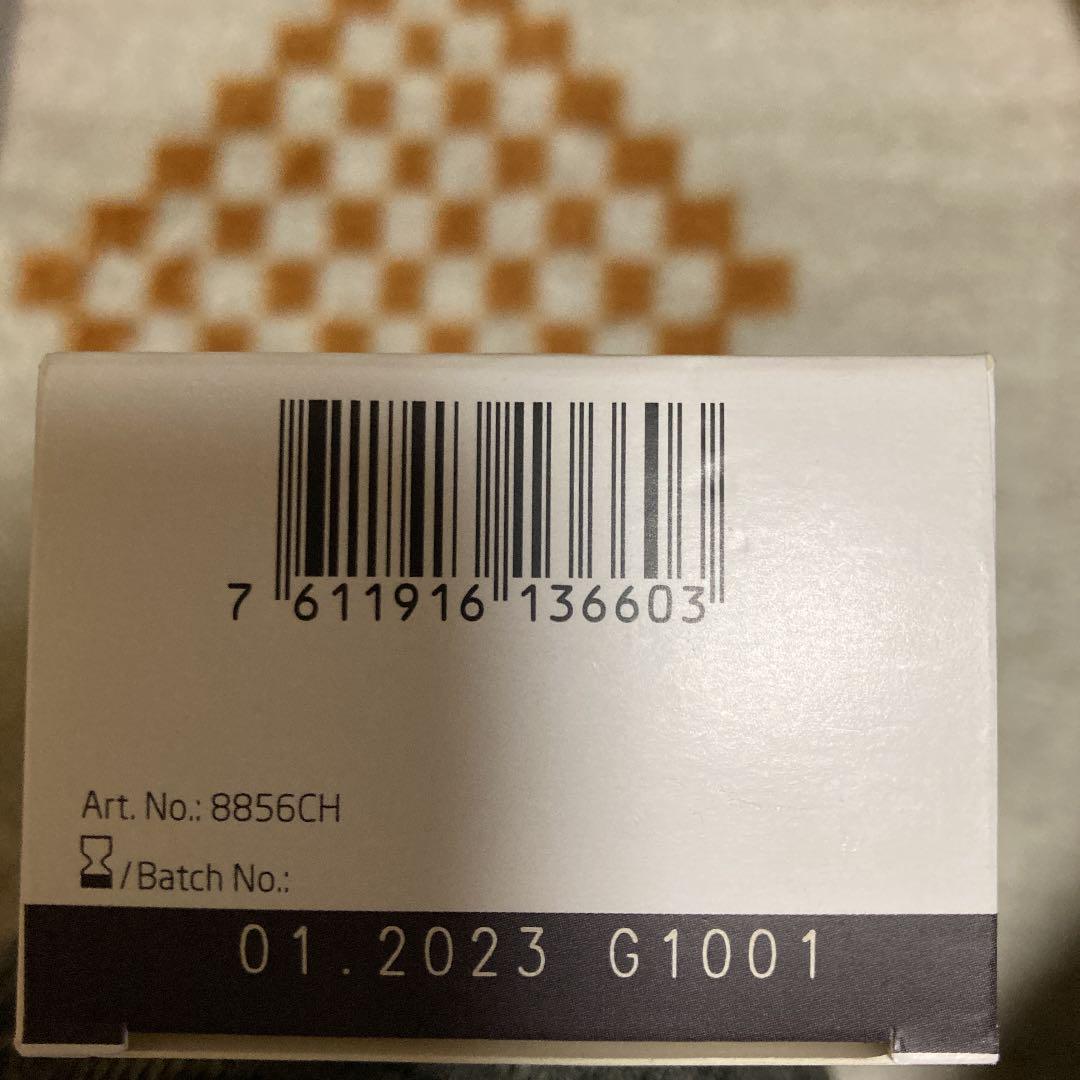 7 611916 136603
Art. No.: 8856CH
/Batch No.:
01.2023 G1001